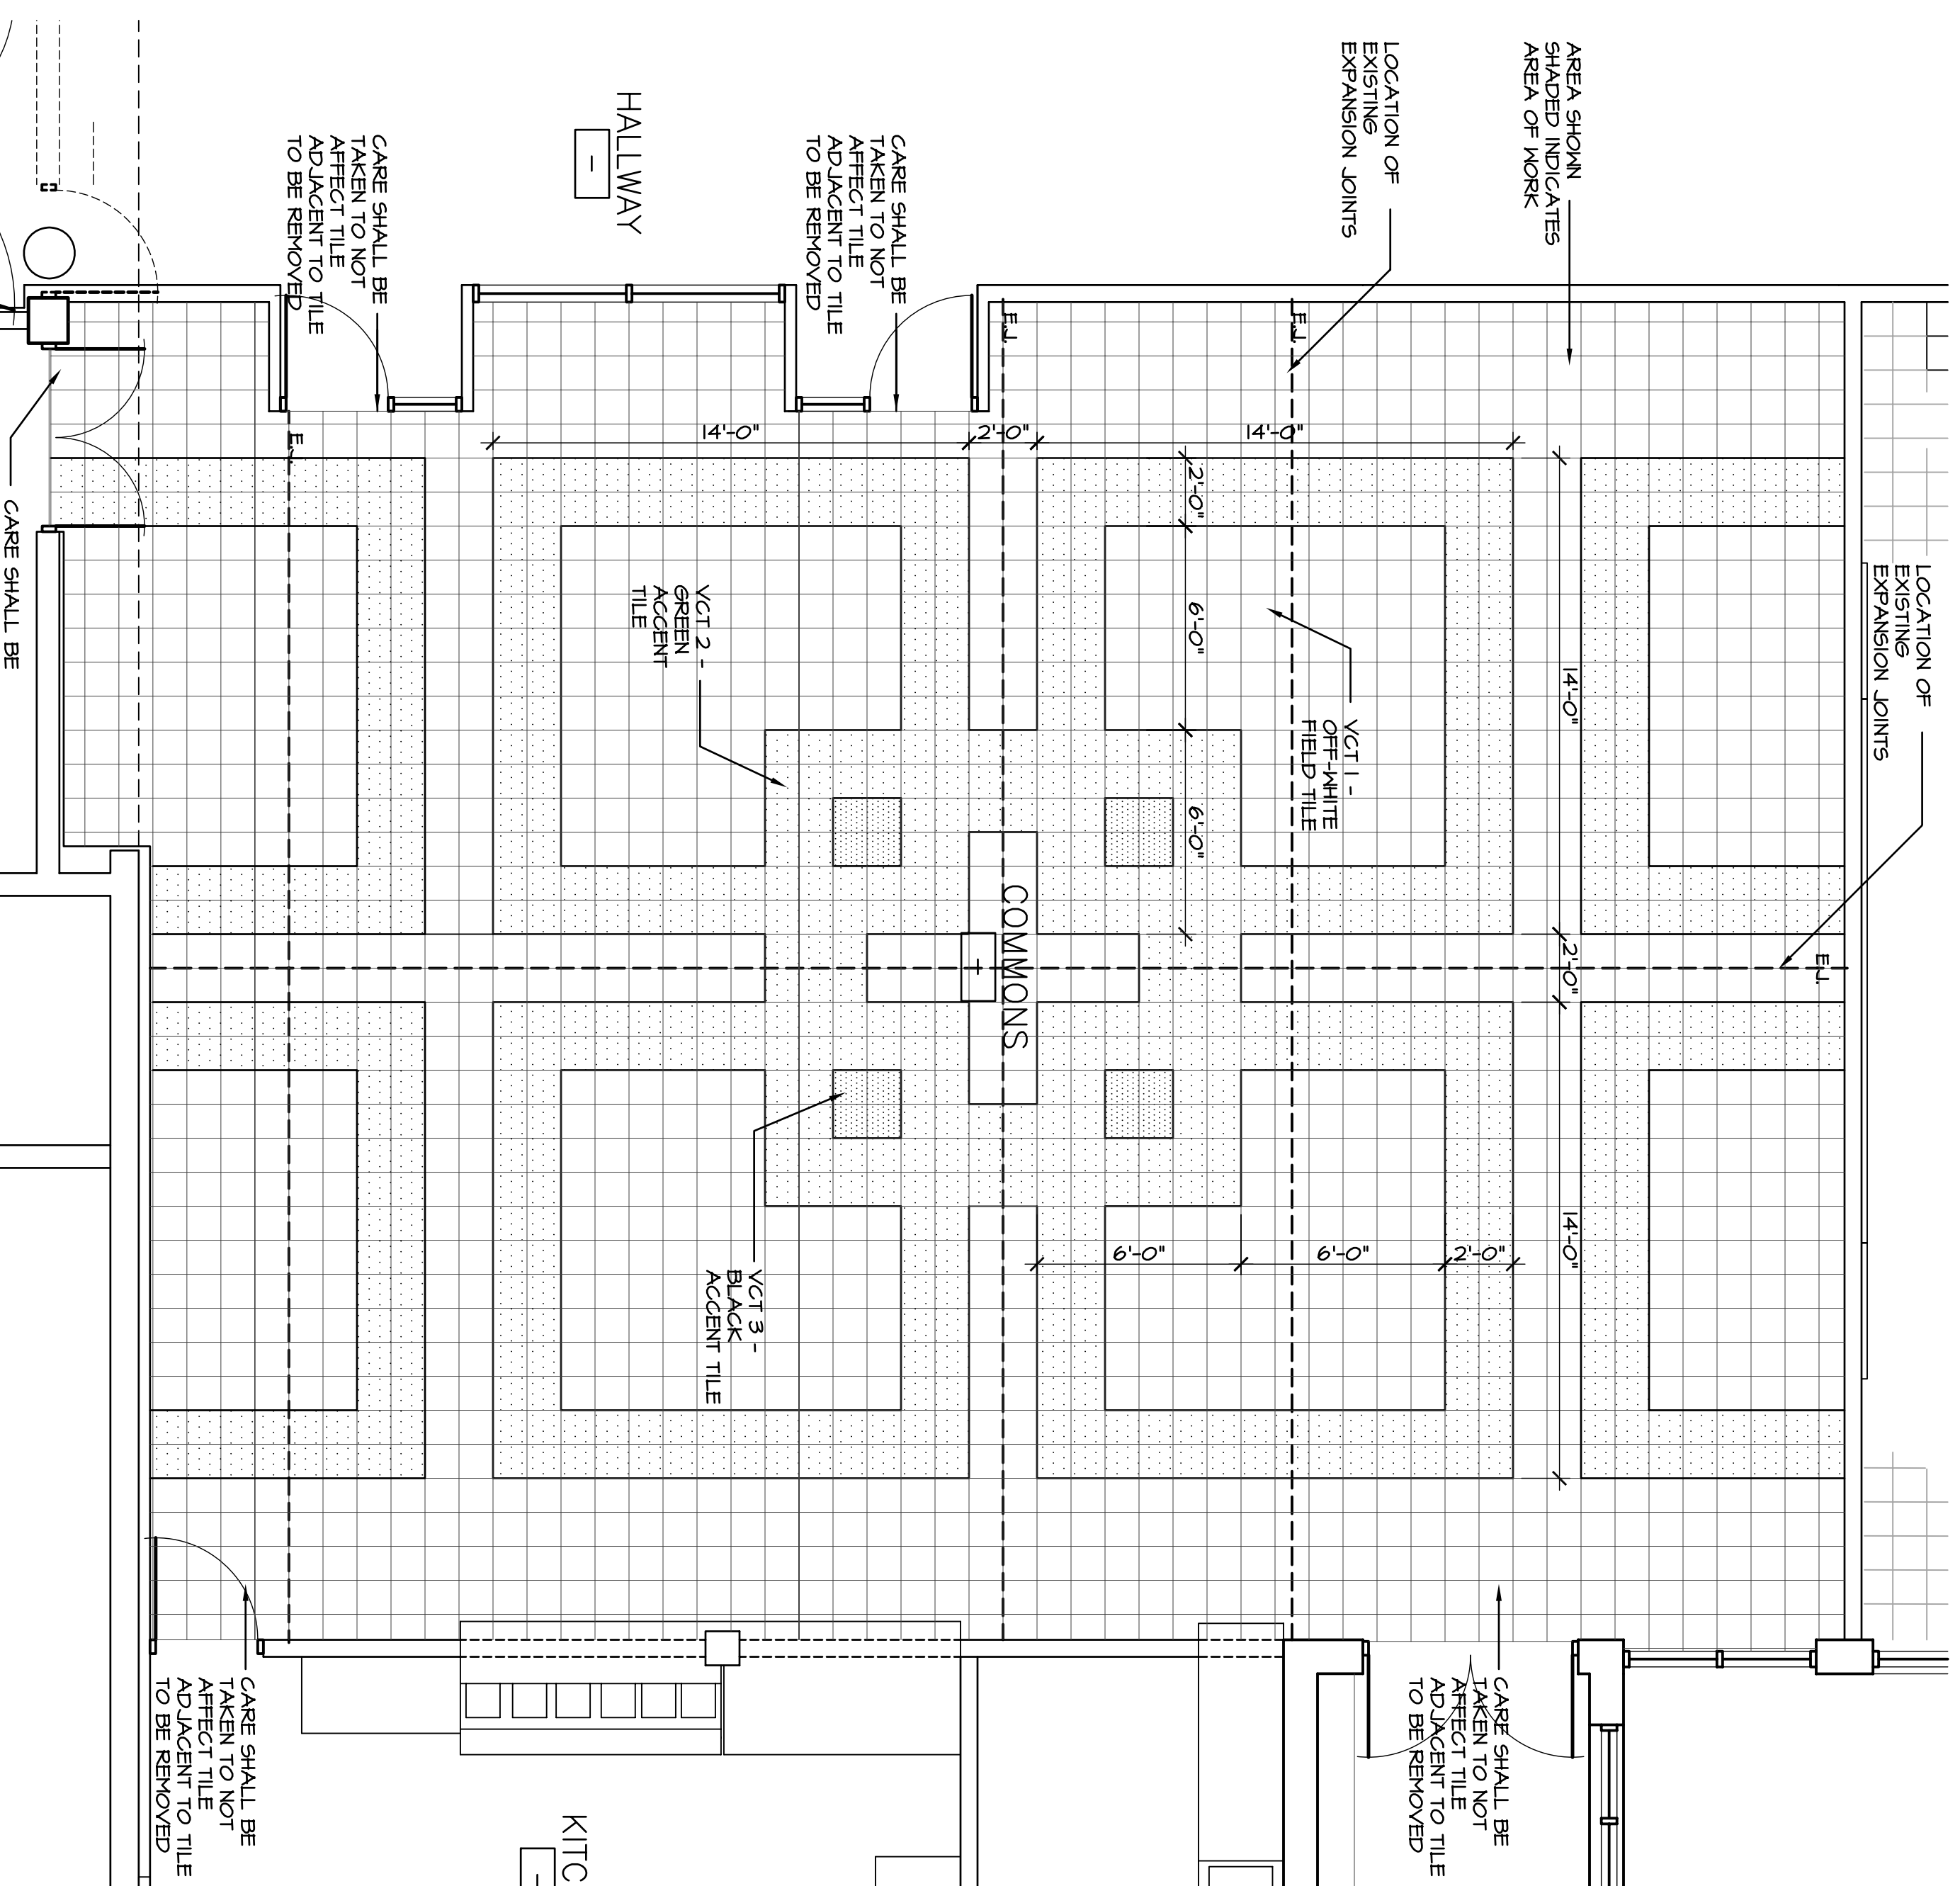 AREA SHOWN
SHADED INDICATES
AREA OF WORK
LOCATION OF
EXISTING
EXPANSION JOINTS
LOCATION OF
EXISTING
EXPANSION JOINTS
CARE SHALL BE
TAKEN TO NOT
AFFECT TILE
ADJACENT TO TILE
TO BE REMOVED
HALLWAY
-
CARE SHALL BE
TAKEN TO NOT
AFFECT TILE
ADJACENT TO TILE
TO BE REMOVED
E.J.
E.J.
E.J.
E.J.
14'-0"
2'-0"
14'-0"
2'-0"
6'-0"
6'-0"
14'-0"
2'-0"
14'-0"
6'-0"
6'-0"
2'-0"
VCT 1 -
OFF-WHITE
FIELD TILE
VCT 2 -
GREEN
ACCENT
TILE
COMMONS
VCT 3 -
BLACK
ACCENT TILE
CARE SHALL BE
CARE SHALL BE
TAKEN TO NOT
AFFECT TILE
ADJACENT TO TILE
TO BE REMOVED
CARE SHALL BE
TAKEN TO NOT
AFFECT TILE
ADJACENT TO TILE
TO BE REMOVED
KITC
-